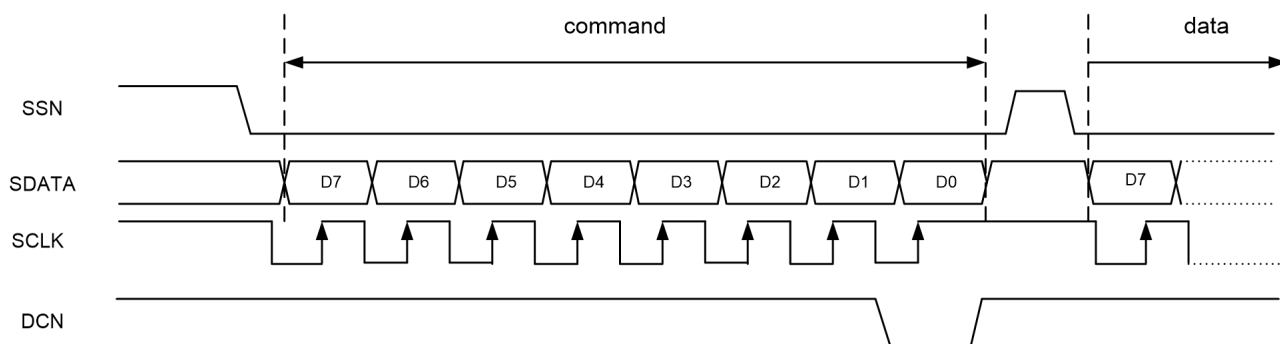 command data
SSN
SDATA D7 D6 D5 D4 D3 D2 D1 D0 D7
SCLK
DCN